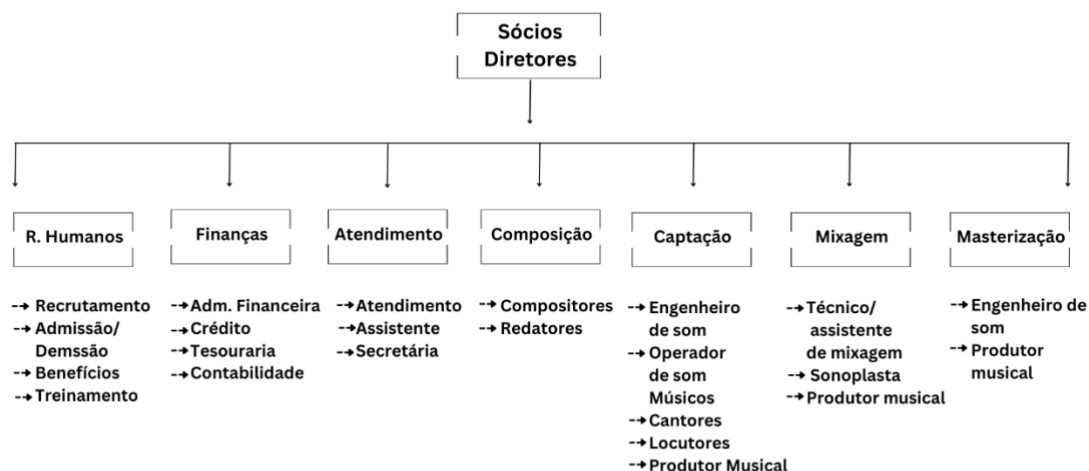 Sócios
Diretores
R. Humanos
Finanças
Atendimento
Composição
Captação
Mixagem
Masterização
Recrutamento
Admissão/
Demssão
Benefícios
Treinamento
Adm. Financeira
Crédito
Tesouraria
Contabilidade
Atendimento
Assistente
Secretária
Compositores
Redatores
Engenheiro
de som
Operador
de som
Músicos
Cantores
Locutores
Produtor Musical
Técnico/
assistente
de mixagem
Sonoplasta
Produtor musical
Engenheiro de
som
Produtor
musical